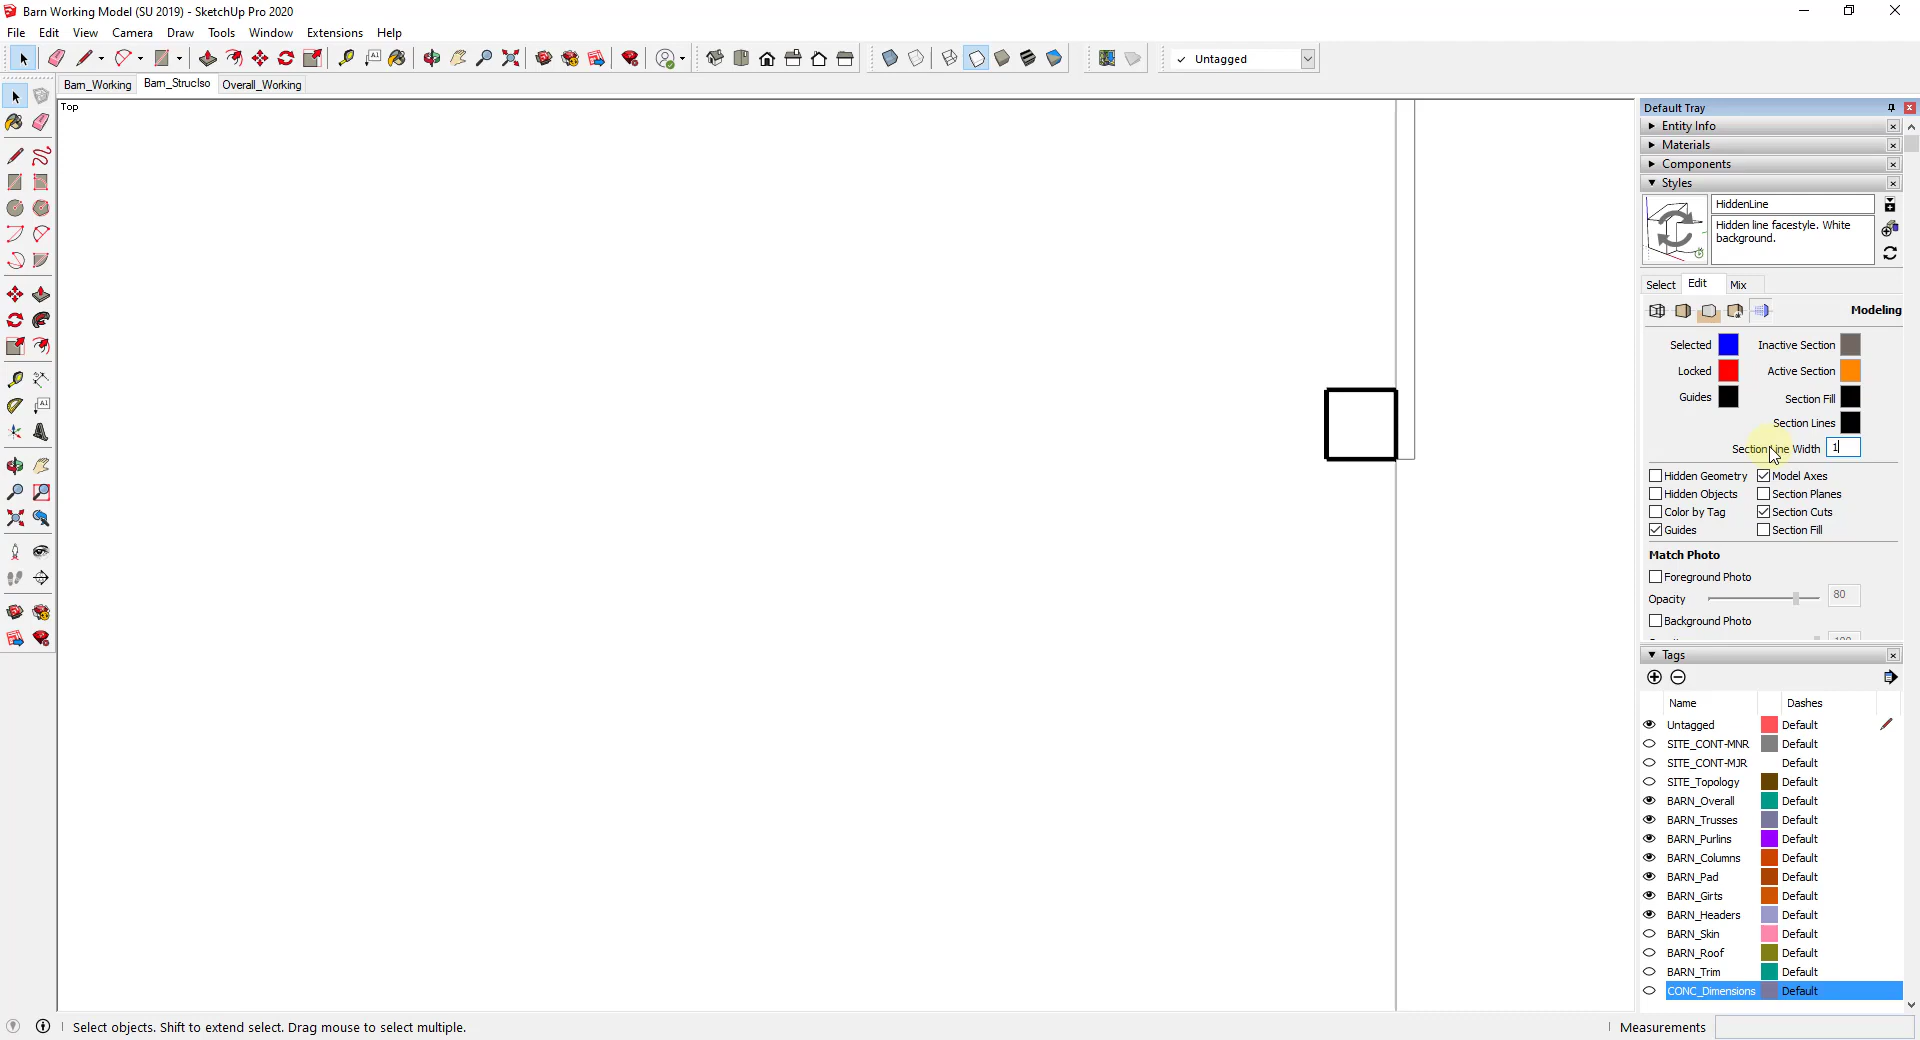 Barn Working Model (SU 2019) - SketchUp Pro 2020
File Edit View Camera Draw Tools Window Extensions Help
Untagged
Barn_Working Barn_StrucIso Overall_Working
Top
Default Tray
Entity Info
Materials
Components
Styles
HiddenLine
Hidden line facestyle. White
background.
Select Edit Mix
Modeling
Selected Inactive Section
Locked Active Section
Guides Section Fill
Section Lines
Section Line Width 1
Hidden Geometry Model Axes
Hidden Objects Section Planes
Color by Tag Section Cuts
Guides Section Fill
Match Photo
Foreground Photo
Opacity 80
Background Photo
Tags
Name Dashes
Untagged Default
SITE_CONT-MNR Default
SITE_CONT-MJR Default
SITE_Topology Default
BARN_Overall Default
BARN_Trusses Default
BARN_Purlins Default
BARN_Columns Default
BARN_Pad Default
BARN_Girts Default
BARN_Headers Default
BARN_Skin Default
BARN_Roof Default
BARN_Trim Default
CONC_Dimensions Default
Select objects. Shift to extend select. Drag mouse to select multiple. Measurements